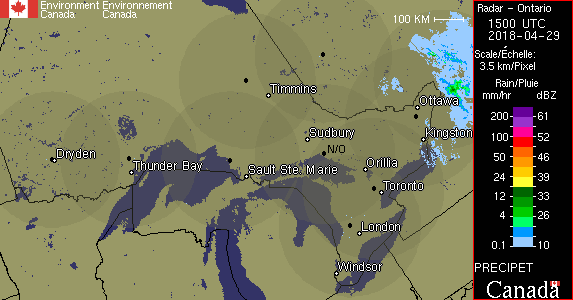 Environment Environnement
Canada Canada
100 KM
Timmins
Ottawa
Sudbury
Kingston
N/O
Dryden
Thunder Bay
Sault Ste. Marie
Orillia
Toronto
London
Windsor
Radar - Ontario
1500 UTC
2018-04-29
Scale/Échelle:
3.5 km/Pixel
Rain/Pluie
mm/hr dBZ
200 61
100 52
50 46
24 39
12 33
4 26
0.1 10
PRECIPET
Canada